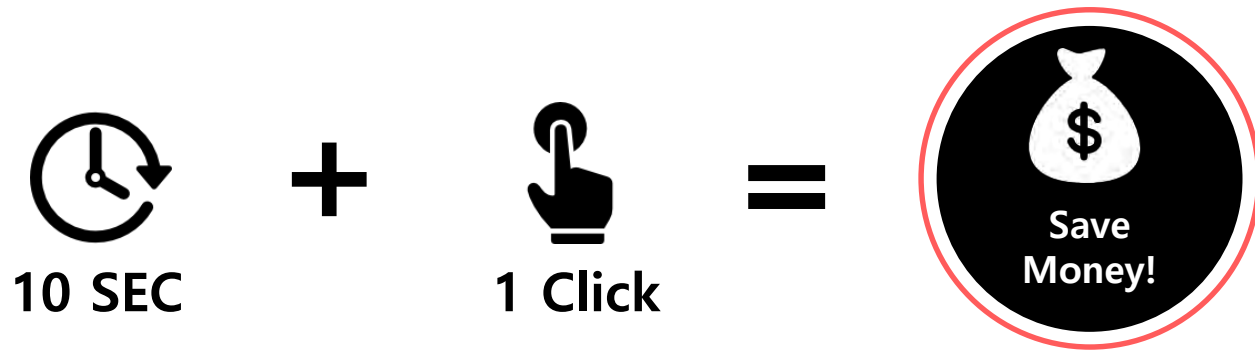 10 SEC
+
1 Click
=
$
Save
Money!